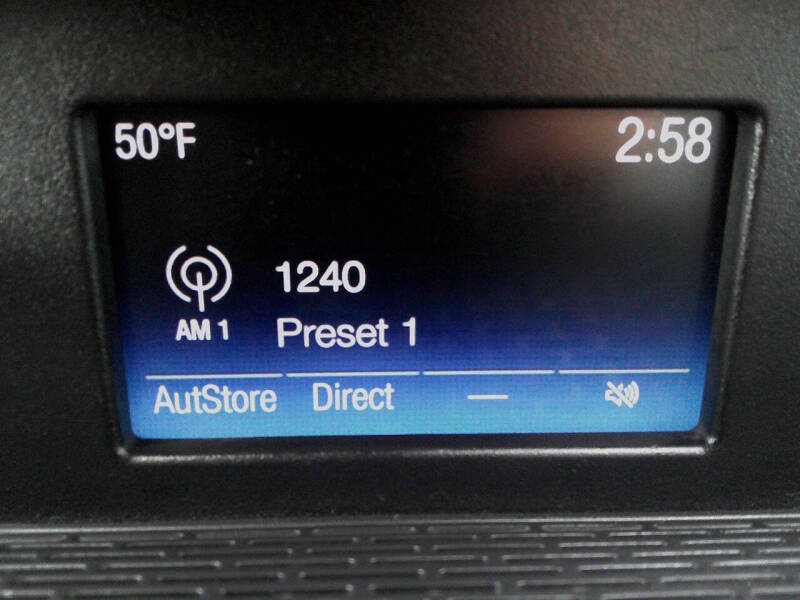 50°F
2:58
1240
AM 1
Preset 1
AutStore
Direct
—